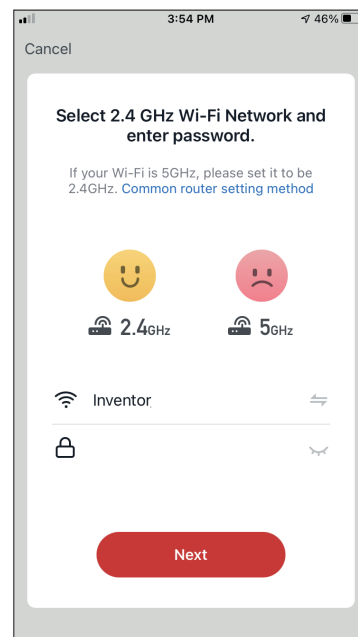 3:54 PM
46%
Cancel
Select 2.4 GHz Wi-Fi Network and
enter password.
If your Wi-Fi is 5GHz, please set it to be
2.4GHz. Common router setting method
2.4GHz
5GHz
Inventor
Next